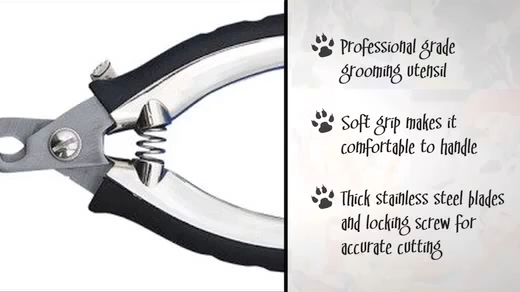 Professional grade
grooming utensil
Soft grip makes it
comfortable to handle
Thick stainless steel blades
and locking screw for
accurate cutting